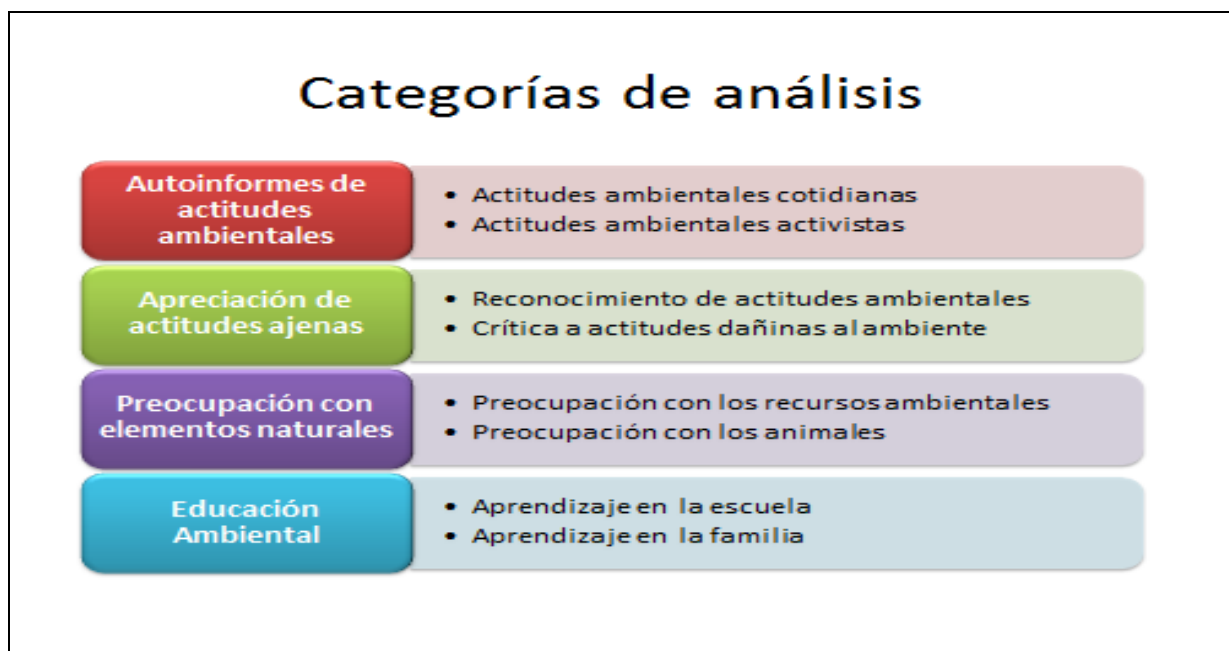 Categorías de análisis
Autoinformes de
actitudes
ambientales
• Actitudes ambientales cotidianas
• Actitudes ambientales activistas
Apreciación de
actitudes ajenas
• Reconocimiento de actitudes ambientales
• Crítica a actitudes dañinas al ambiente
Preocupación con
elementos naturales
• Preocupación con los recursos ambientales
• Preocupación con los animales
Educación
Ambiental
• Aprendizaje en la escuela
• Aprendizaje en la familia